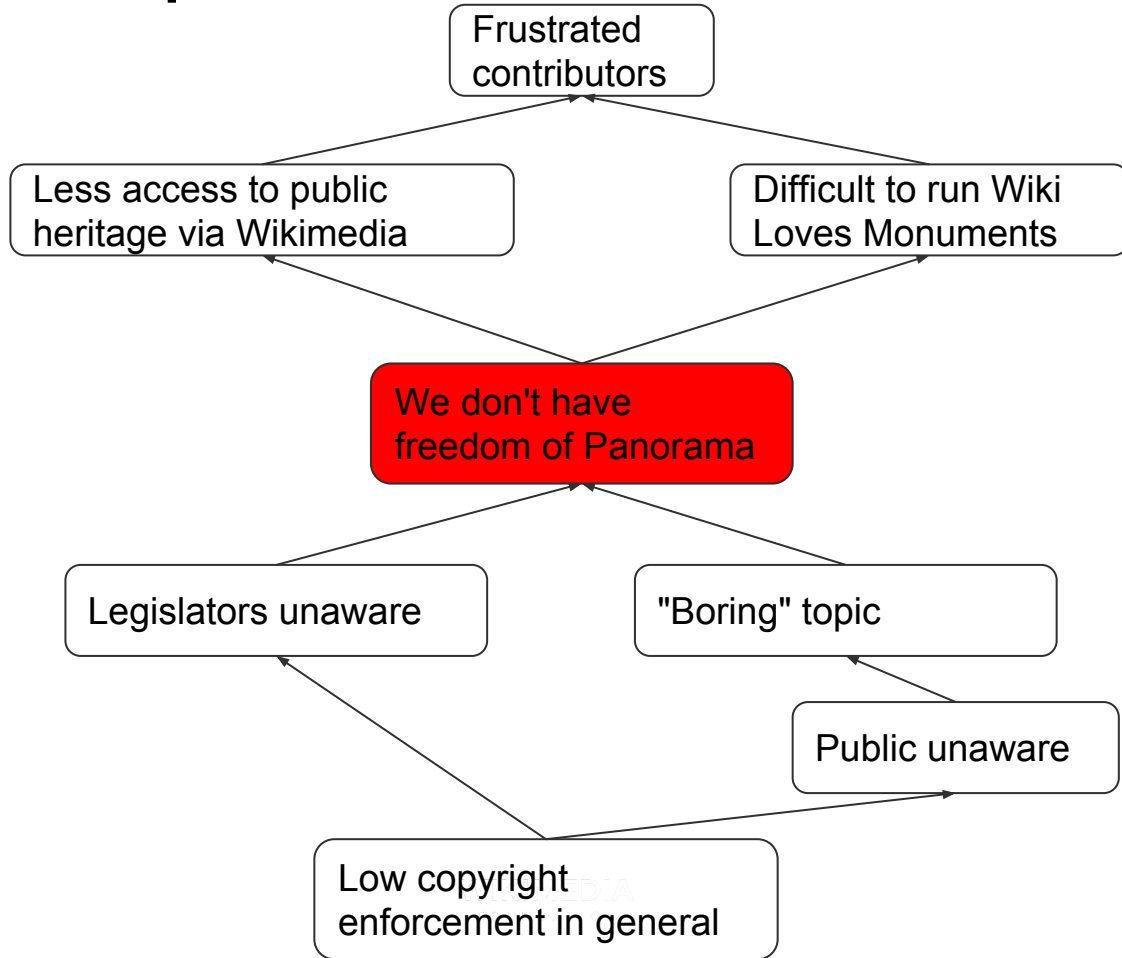 Frustrated
contributors
Less access to public
heritage via Wikimedia
Difficult to run Wiki
Loves Monuments
We don't have
freedom of Panorama
Legislators unaware
"Boring" topic
Public unaware
Low copyright
enforcement in general
WIKIMEDIA